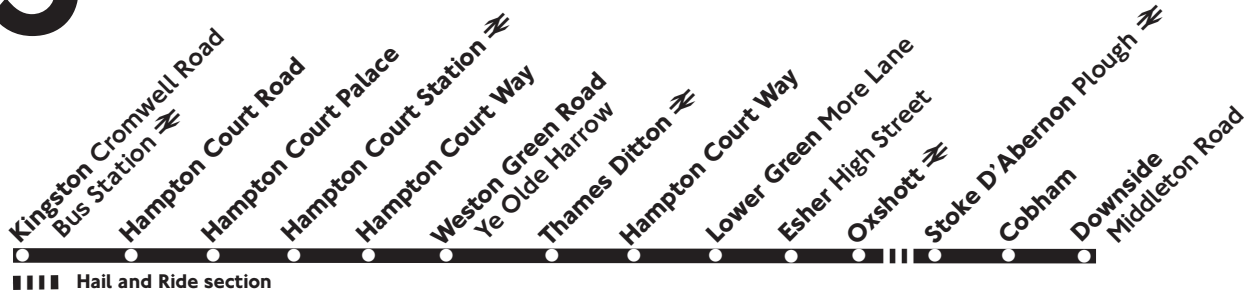 Kingston Cromwell Road
Bus Station
Hampton Court Road
Hampton Court Palace
Hampton Court Station
Hampton Court Way
Weston Green Road
Ye Olde Harrow
Thames Ditton
Hampton Court Way
Lower Green More Lane
Esher High Street
Oxshott
Stoke D'Abernon Plough
Cobham
Downside
Middleton Road
Hail and Ride section